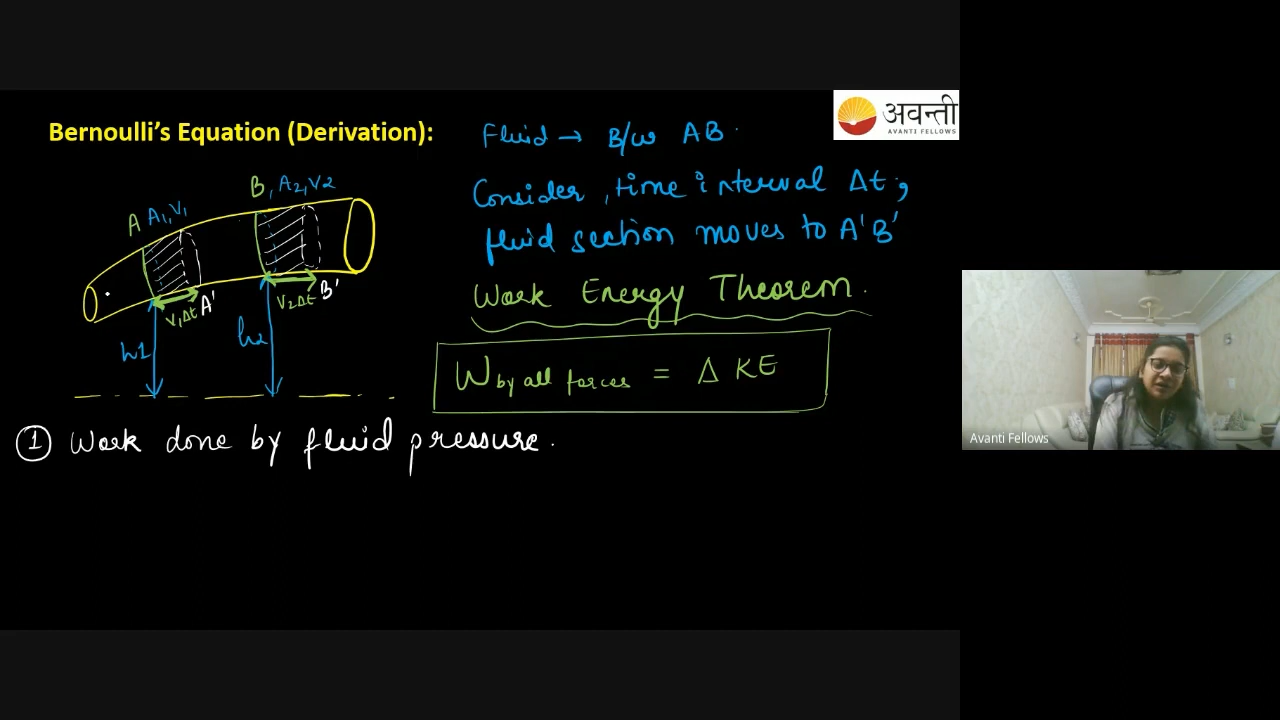 Bernoulli's Equation (Derivation):
अवन्ती
AVANTI FELLOWS
Fluid → B/w AB.
Consider, time interval Δt,
fluid section moves to A'B'
Work Energy Theorem.
W by all forces = Δ KE
A A1, V1
B, A2, V2
V1Δt A'
V2Δt B'
h1
h2
① Work done by fluid pressure.
Avanti Fellows